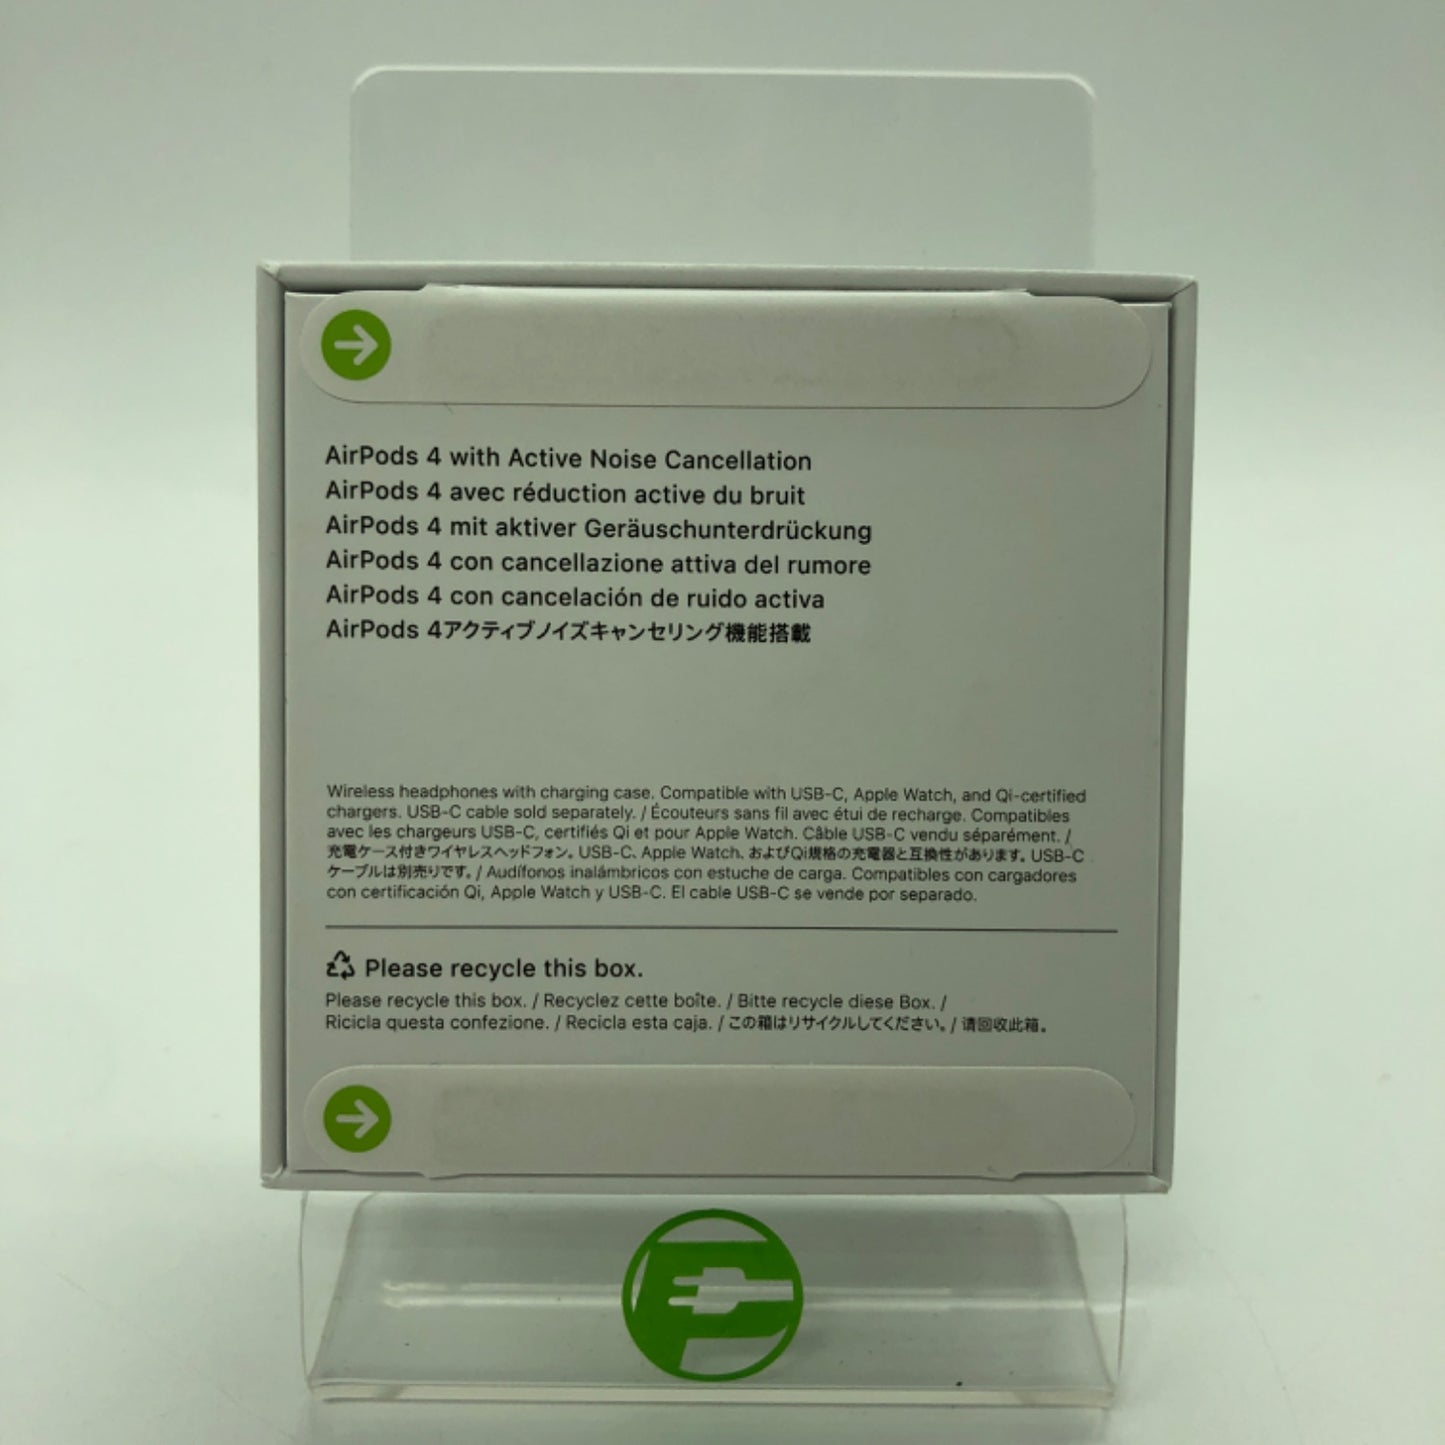 AirPods 4 with Active Noise Cancellation
AirPods 4 avec réduction active du bruit
AirPods 4 mit aktiver Geräuschunterdrückung
AirPods 4 con cancellazione attiva del rumore
AirPods 4 con cancelación de ruido activa
AirPods 4アクティブノイズキャンセリング機能搭載
Wireless headphones with charging case. Compatible with USB-C, Apple Watch, and Qi-certified
chargers. USB-C cable sold separately. / Écouteurs sans fil avec étui de recharge. Compatibles
avec les chargeurs USB-C, certifiés Qi et pour Apple Watch. Câble USB-C vendu séparément. /
充電ケース付きワイヤレスヘッドフォン。USB-C、Apple Watch、およびQi規格の充電器と互換性があります。USB-C
ケーブルは別売りです。/ Audífonos inalámbricos con estuche de carga. Compatibles con cargadores
con certificación Qi, Apple Watch y USB-C. El cable USB-C se vende por separado.
Please recycle this box.
Please recycle this box. / Recyclez cette boîte. / Bitte recycle diese Box. /
Ricicla questa confezione. / Recicla esta caja. / この箱はリサイクルしてください。/ 请回收此箱。